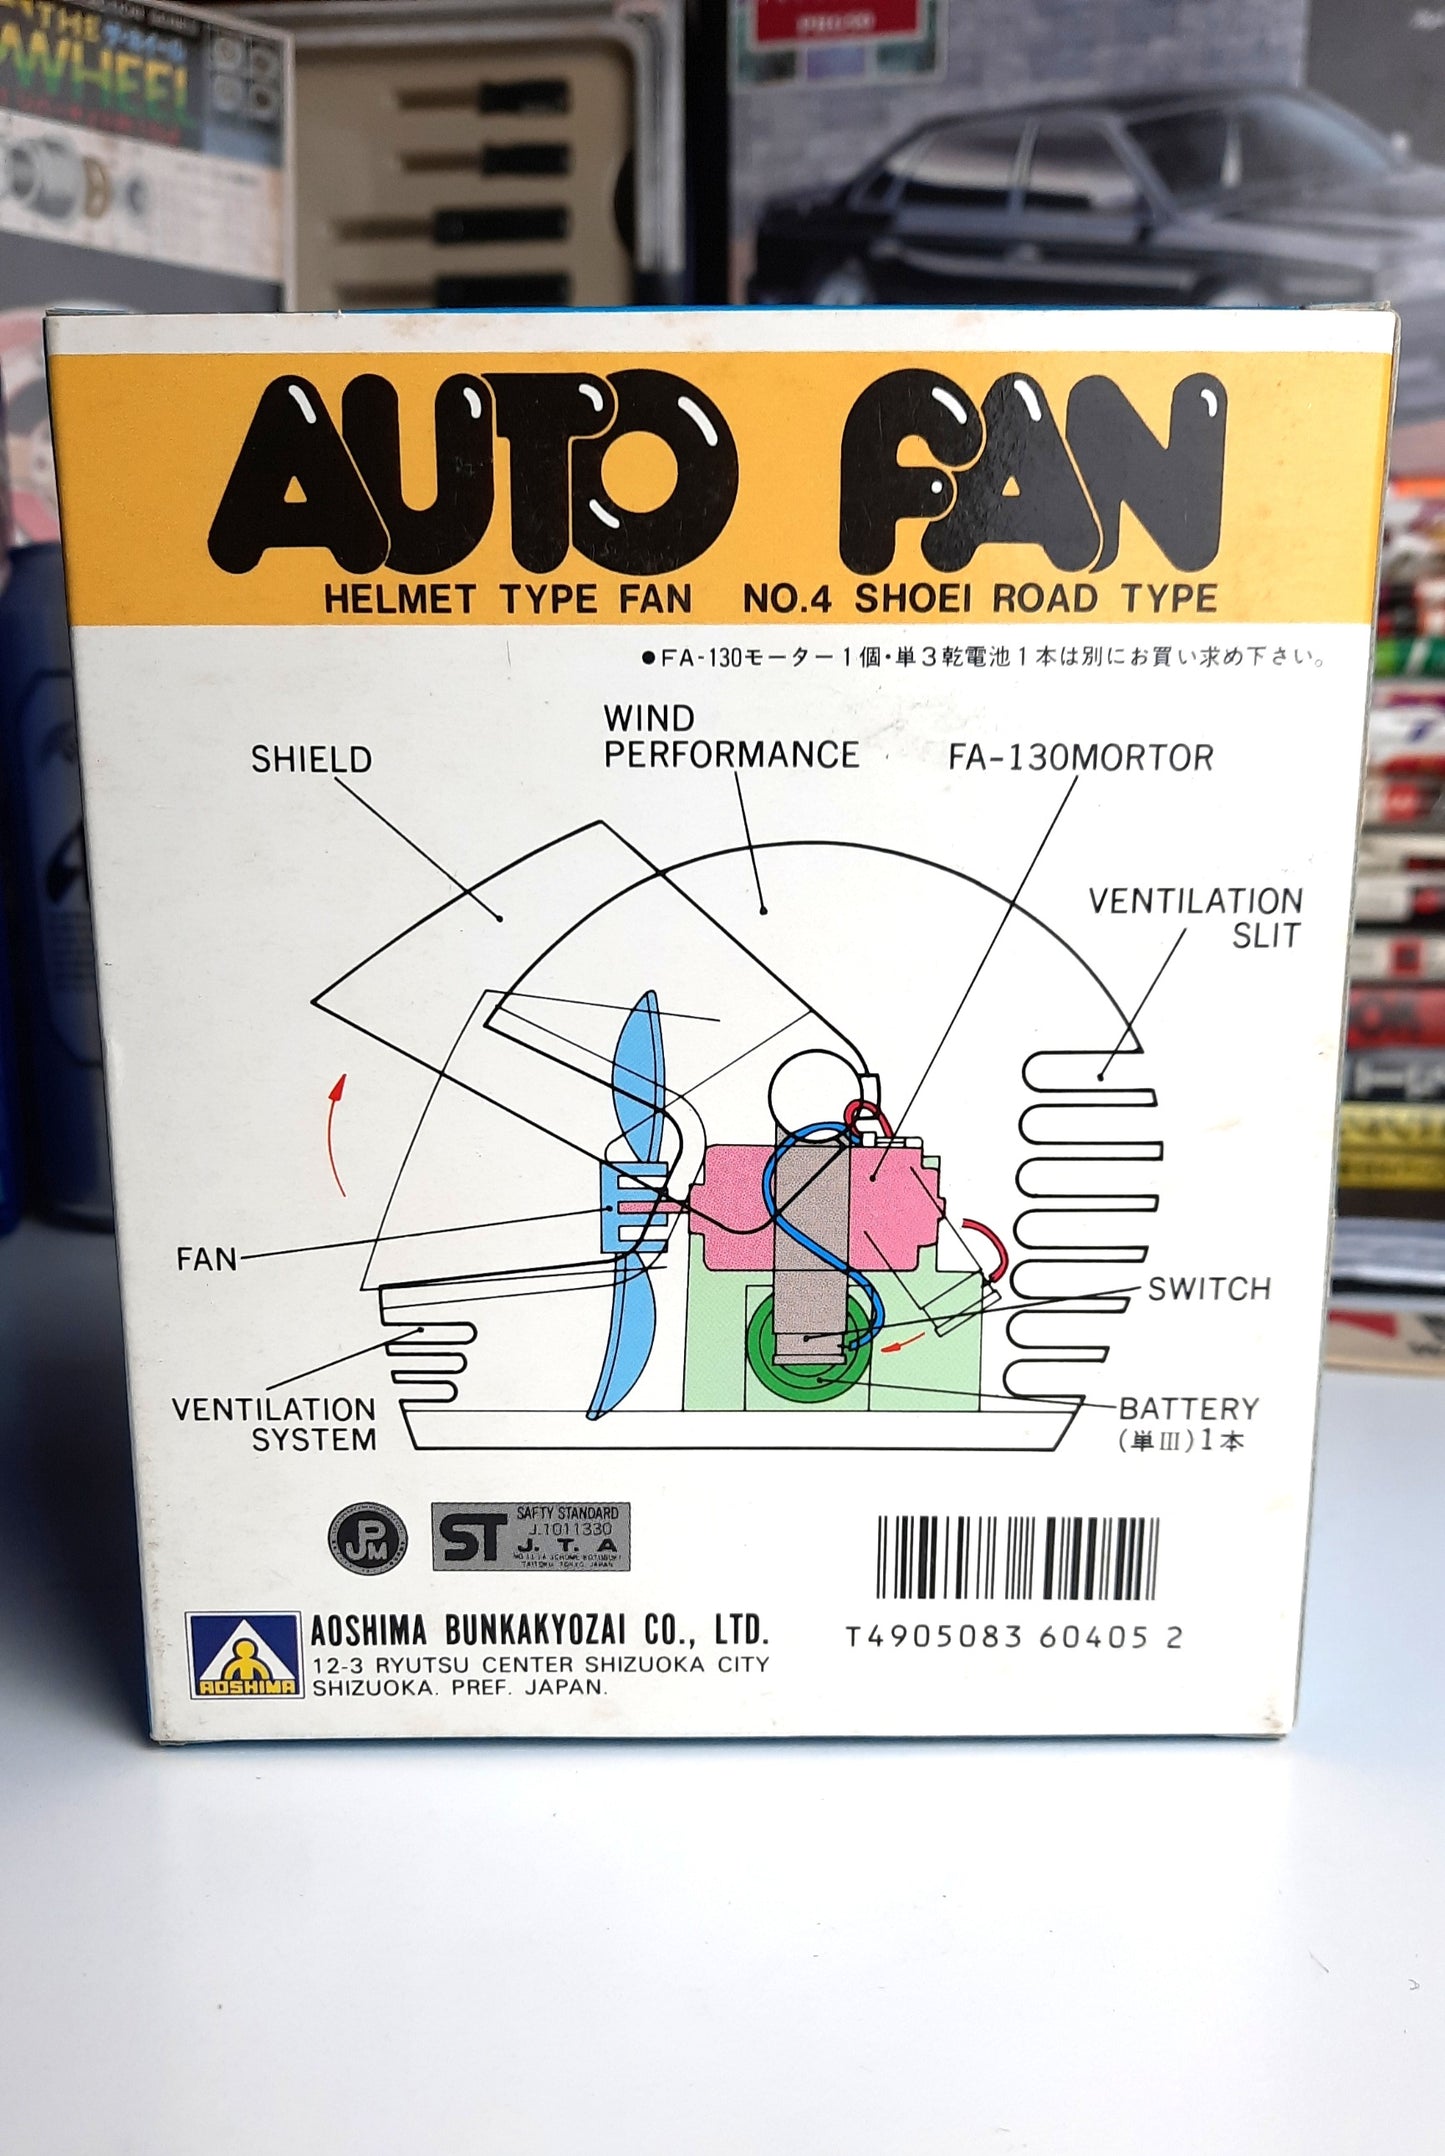 THE
WHEEL
AUTO FAN
HELMET TYPE FAN NO.4 SHOEI ROAD TYPE
●FA-130モーター1個・単3乾電池1本は別にお買い求め下さい。
WIND
PERFORMANCE
SHIELD
FA-130MORTOR
VENTILATION
SLIT
FAN
SWITCH
VENTILATION
SYSTEM
BATTERY
(単III)1本
JPM
ST
SAFTY STANDARD
J.1011330
J. T. A
AOSHIMA
AOSHIMA BUNKAKYOZAI CO., LTD.
12-3 RYUTSU CENTER SHIZUOKA CITY
SHIZUOKA. PREF. JAPAN.
T4905083 60405 2